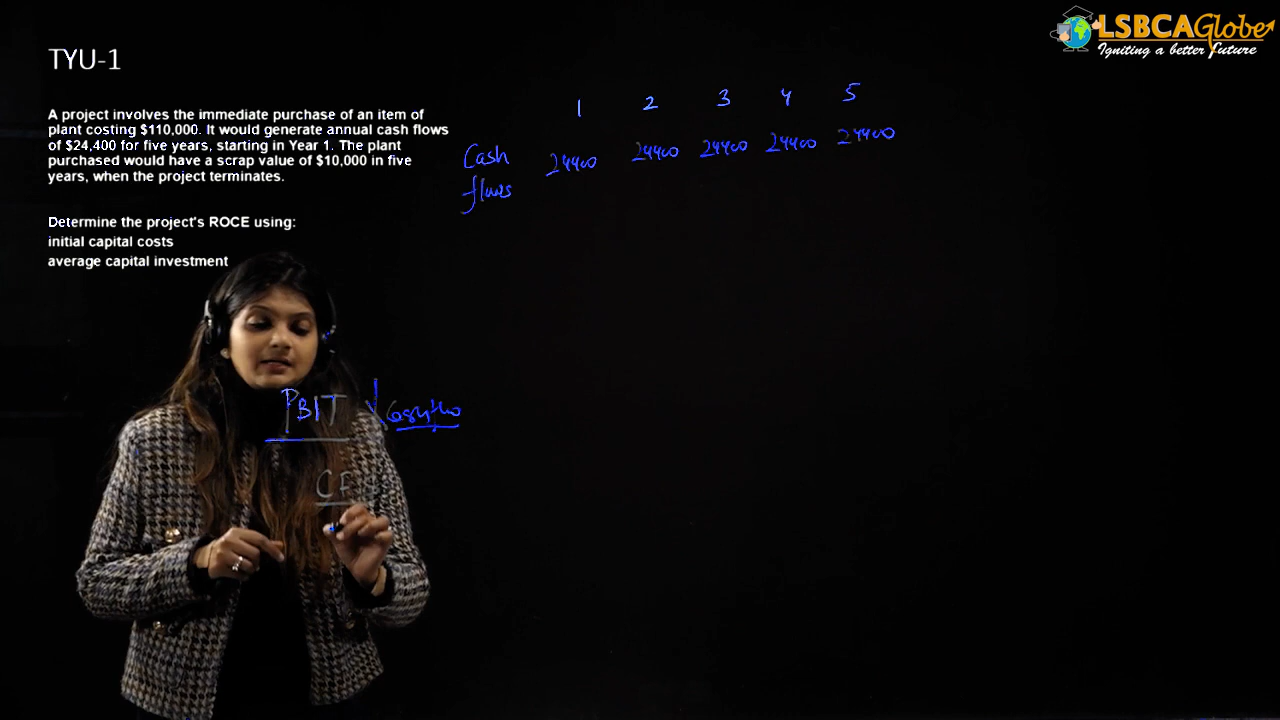 LSBCAGlobe
Igniting a better future
TYU-1
A project involves the immediate purchase of an item of
plant costing $110,000. It would generate annual cash flows
of $24,400 for five years, starting in Year 1. The plant
purchased would have a scrap value of $10,000 in five
years, when the project terminates.
Determine the project's ROCE using:
initial capital costs
average capital investment
1 2 3 4 5
Cash 24400 24400 24400 24400 24400
flows
PBIT
CFs